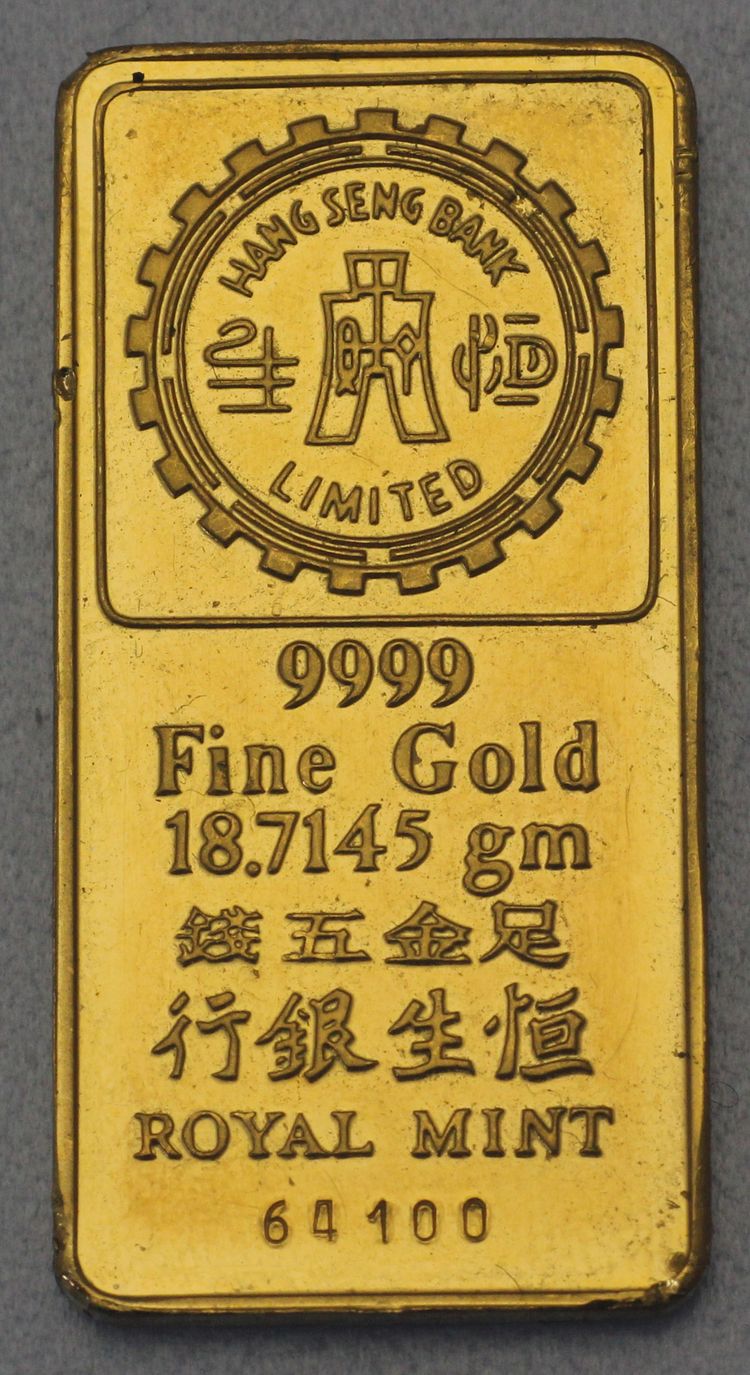 HANG SENG BANK
恒生
LIMITED
9999
Fine Gold
18.7145 gm
足金五錢
恒生銀行
ROYAL MINT
64100